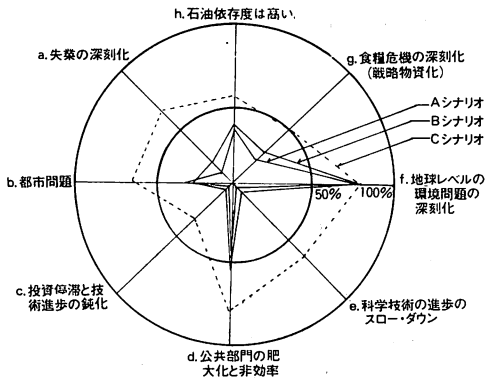 h.石油依存度は高い.
a.失業の深刻化
g.食糧危機の深刻化
(戦略物資化)
Aシナリオ
Bシナリオ
Cシナリオ
b.都市問題
50%
100%
f.地球レベルの
環境問題の
深刻化
c.投資停滞と技
術進歩の鈍化
e.科学技術の進歩の
スロー・ダウン
d.公共部門の肥
大化と非効率